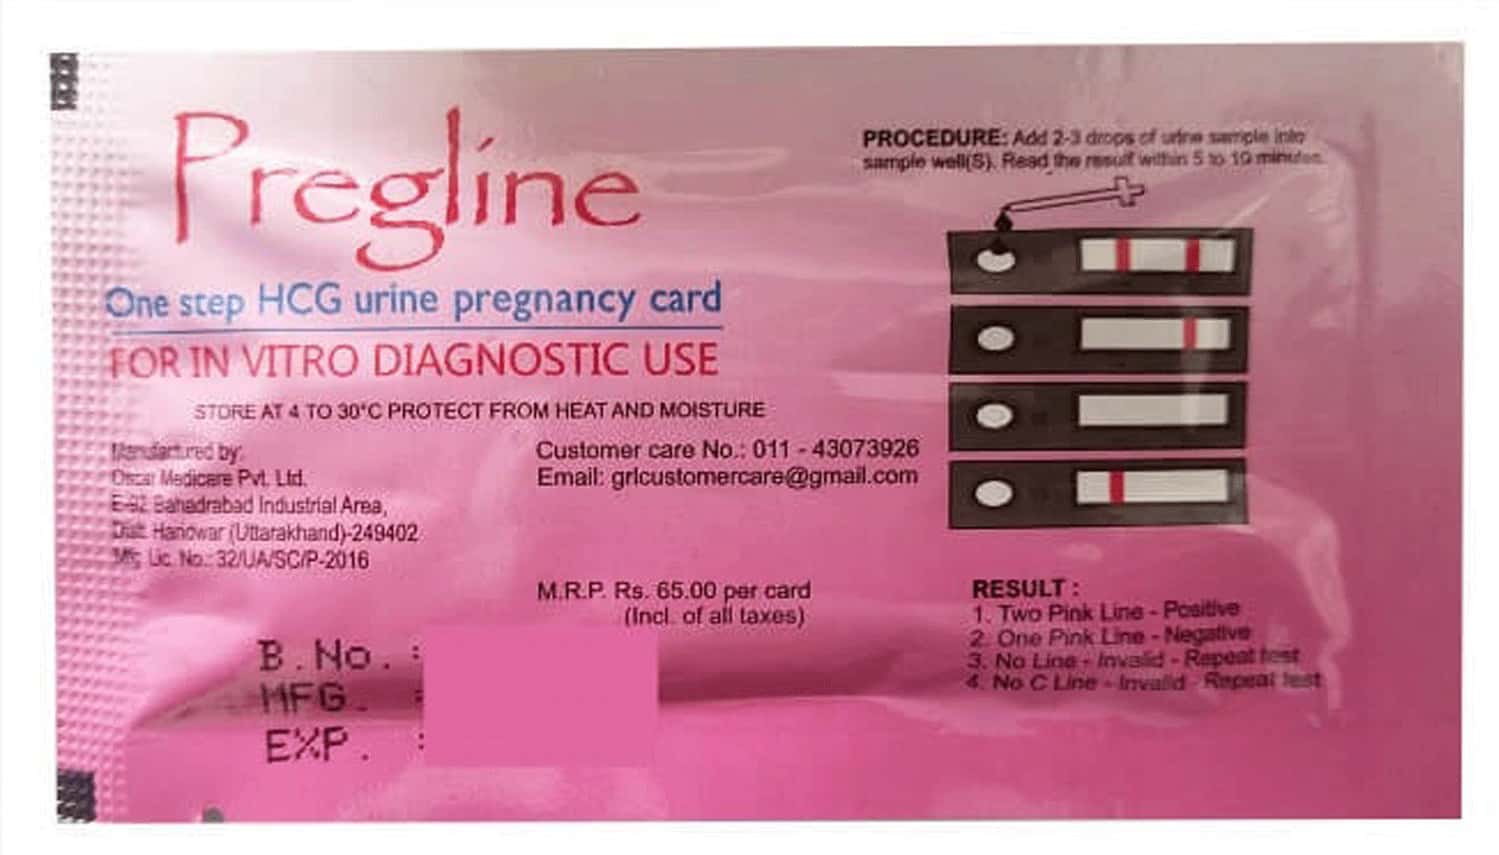 Pregline
One step HCG urine pregnancy card
FOR IN VITRO DIAGNOSTIC USE
STORE AT 4 TO 30°C PROTECT FROM HEAT AND MOISTURE
Manufactured by:
Oscar Medicare Pvt. Ltd.
E-92 Bahadrabad Industrial Area,
Distt. Haridwar (Uttarakhand)-249402
Mfg. Lic. No.: 32/UA/SC/P-2016
Customer care No.: 011 - 43073926
Email: grlcustomercare@gmail.com
M.R.P. Rs. 65.00 per card
(Incl. of all taxes)
B.No. :
MFG. :
EXP. :
PROCEDURE: Add 2-3 drops of urine sample into
sample well(S). Read the result within 5 to 10 minutes.
RESULT :
1. Two Pink Line - Positive
2. One Pink Line - Negative
3. No Line - Invalid - Repeat test
4. No C Line - Invalid - Repeat test